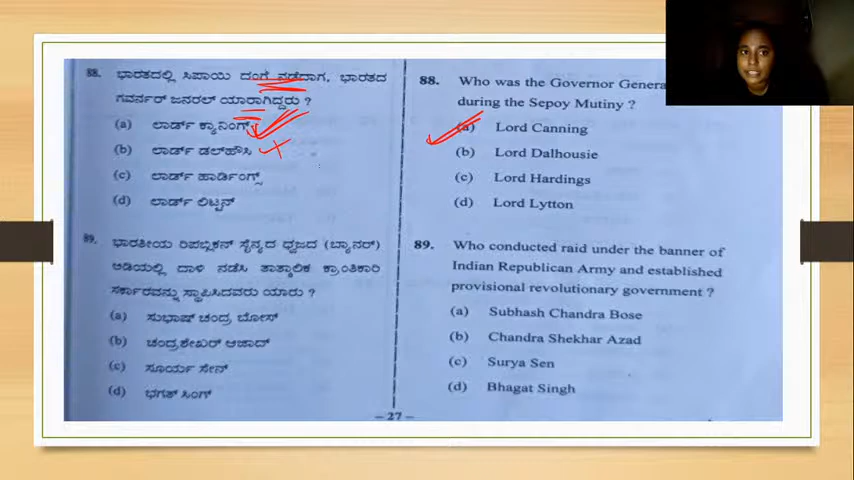 88. ಭಾರತದಲ್ಲಿ ಸಿಪಾಯಿ ದಂಗೆ ನಡೆದಾಗ, ಭಾರತದ
ಗವರ್ನರ್ ಜನರಲ್ ಯಾರಾಗಿದ್ದರು ?
(a) ಲಾರ್ಡ್ ಕ್ಯಾನಿಂಗ್
(b) ಲಾರ್ಡ್ ಡಲ್‌ಹೌಸಿ
(c) ಲಾರ್ಡ್ ಹಾರ್ಡಿಂಗ್ಸ್
(d) ಲಾರ್ಡ್ ಲಿಟ್ಟನ್
89. ಭಾರತೀಯ ರಿಪಬ್ಲಿಕನ್ ಸೈನ್ಯದ ಧ್ವಜದ (ಬ್ಯಾನರ್)
ಅಡಿಯಲ್ಲಿ ದಾಳಿ ನಡೆಸಿ ತಾತ್ಕಾಲಿಕ ಕ್ರಾಂತಿಕಾರಿ
ಸರ್ಕಾರವನ್ನು ಸ್ಥಾಪಿಸಿದವರು ಯಾರು ?
(a) ಸುಭಾಷ್ ಚಂದ್ರ ಬೋಸ್
(b) ಚಂದ್ರಶೇಖರ್ ಆಜಾದ್
(c) ಸೂರ್ಯ ಸೇನ್
(d) ಭಗತ್ ಸಿಂಗ್
88. Who was the Governor Genera
during the Sepoy Mutiny ?
(a) Lord Canning
(b) Lord Dalhousie
(c) Lord Hardings
(d) Lord Lytton
89. Who conducted raid under the banner of
Indian Republican Army and established
provisional revolutionary government ?
(a) Subhash Chandra Bose
(b) Chandra Shekhar Azad
(c) Surya Sen
(d) Bhagat Singh
– 27 –